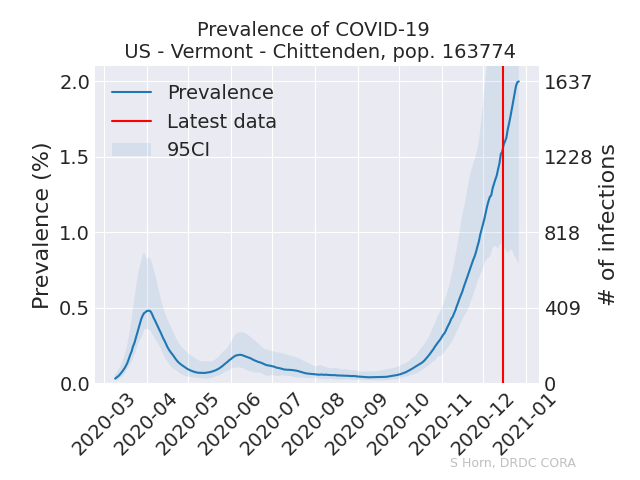 Prevalence of COVID-19
US - Vermont - Chittenden, pop. 163774
Prevalence
Latest data
95CI
Prevalence (%)
2.0
1.5
1.0
0.5
0.0
1637
1228
818
409
0
# of infections
2020-03
2020-04
2020-05
2020-06
2020-07
2020-08
2020-09
2020-10
2020-11
2020-12
2021-01
S Horn, DRDC CORA